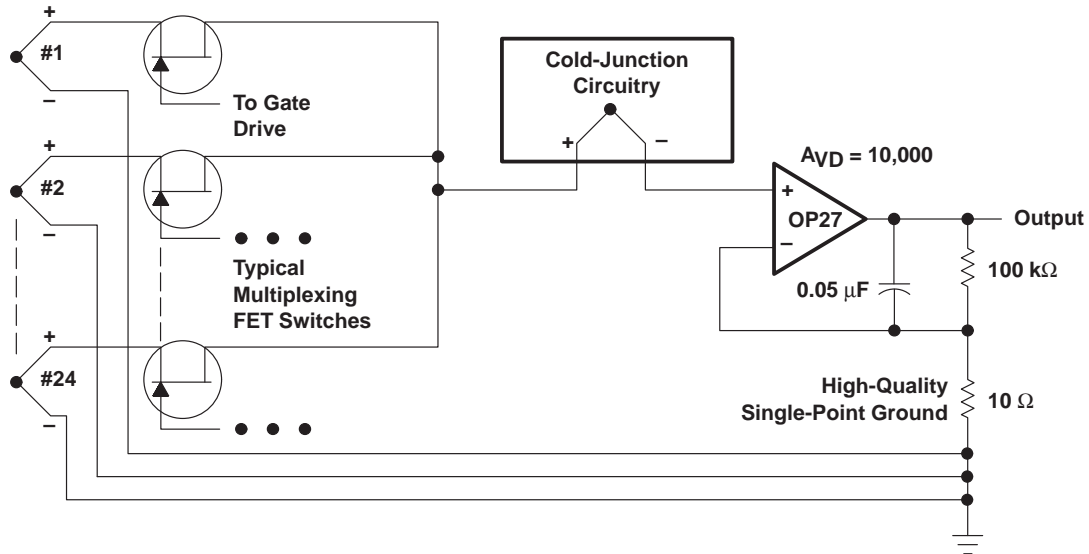 +
#1
−
To Gate
Drive
+
#2
−
Typical
Multiplexing
FET Switches
+
#24
−
Cold-Junction
Circuitry
+
−
AVD = 10,000
+
OP27
−
Output
0.05 μF
100 kΩ
High-Quality
Single-Point Ground
10 Ω